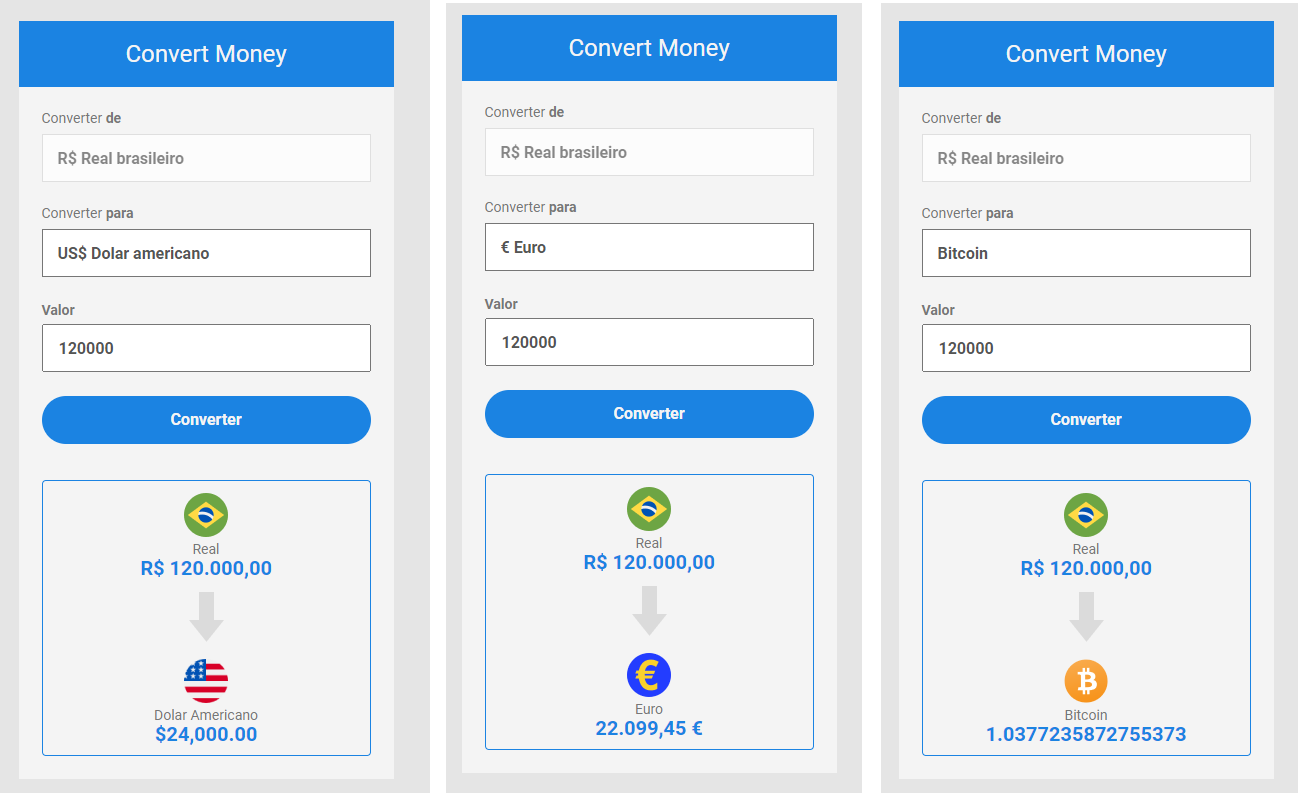 Convert Money
Converter de
R$ Real brasileiro
Converter para
US$ Dolar americano
Valor
120000
Converter
Real
R$ 120.000,00
Dolar Americano
$24,000.00
Convert Money
Converter de
R$ Real brasileiro
Converter para
€ Euro
Valor
120000
Converter
Real
R$ 120.000,00
€
Euro
22.099,45 €
Convert Money
Converter de
R$ Real brasileiro
Converter para
Bitcoin
Valor
120000
Converter
Real
R$ 120.000,00
₿
Bitcoin
1.0377235872755373